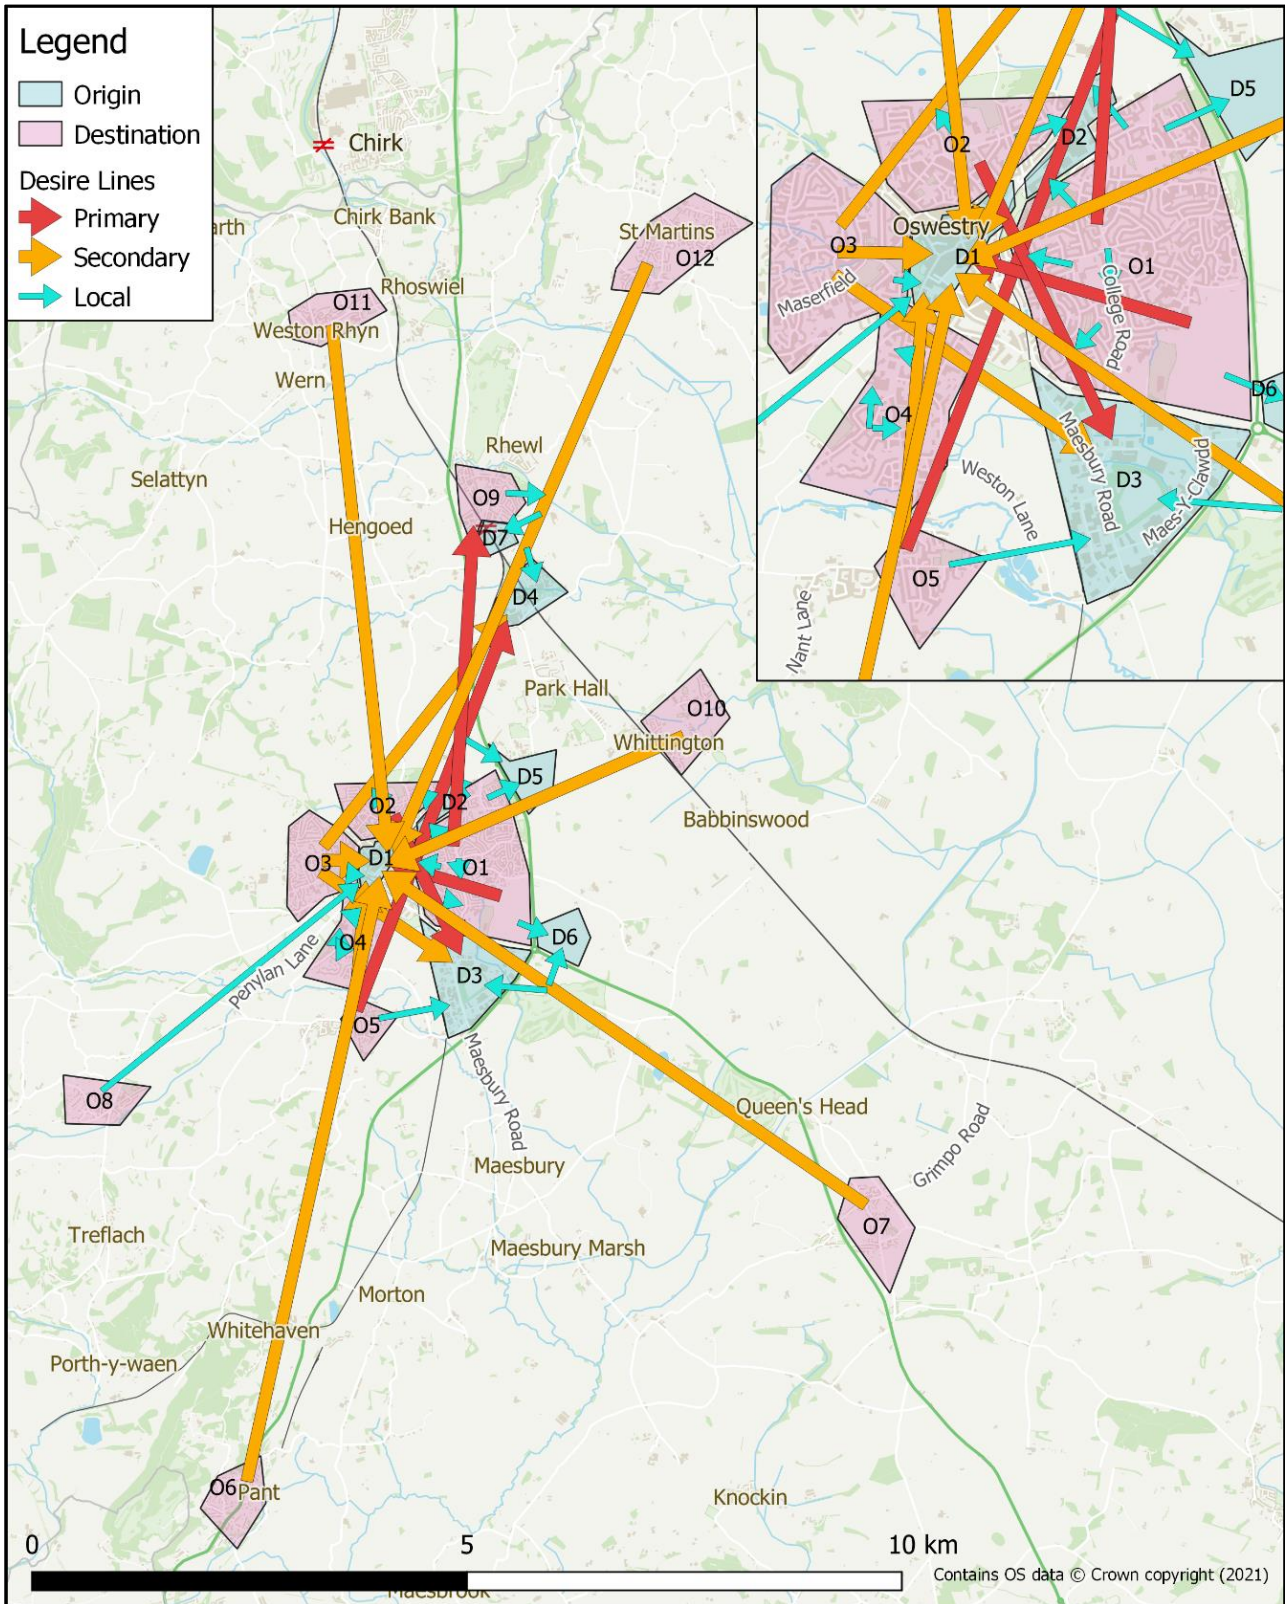 Legend
Origin
Destination
Desire Lines
Primary
Secondary
Local
Chirk
Chirk Bank
arth
St Martins
O12
Rhoswiel
O11
Weston Rhyn
Wern
Rhewl
Selattyn
O9
Hengoed
D7
D4
Park Hall
O10
Whittington
D5
O2
D2
Babbinswood
O3
D1
O1
O4
D6
Penylan Lane
D3
O5
Maesbury Road
O8
Queen's Head
Grimpo Road
Maesbury
O7
Treflach
Maesbury Marsh
Morton
Whitehaven
Porth-y-waen
O6
Pant
Knockin
0
5
10 km
Maesbrook
Contains OS data © Crown copyright (2021)
D5
O2
D2
Oswestry
O3
D1
O1
Maserfield
College Road
D6
O4
Maesbury Road
D3
Weston Lane
Maes-Y-Clawdd
O5
Nant Lane